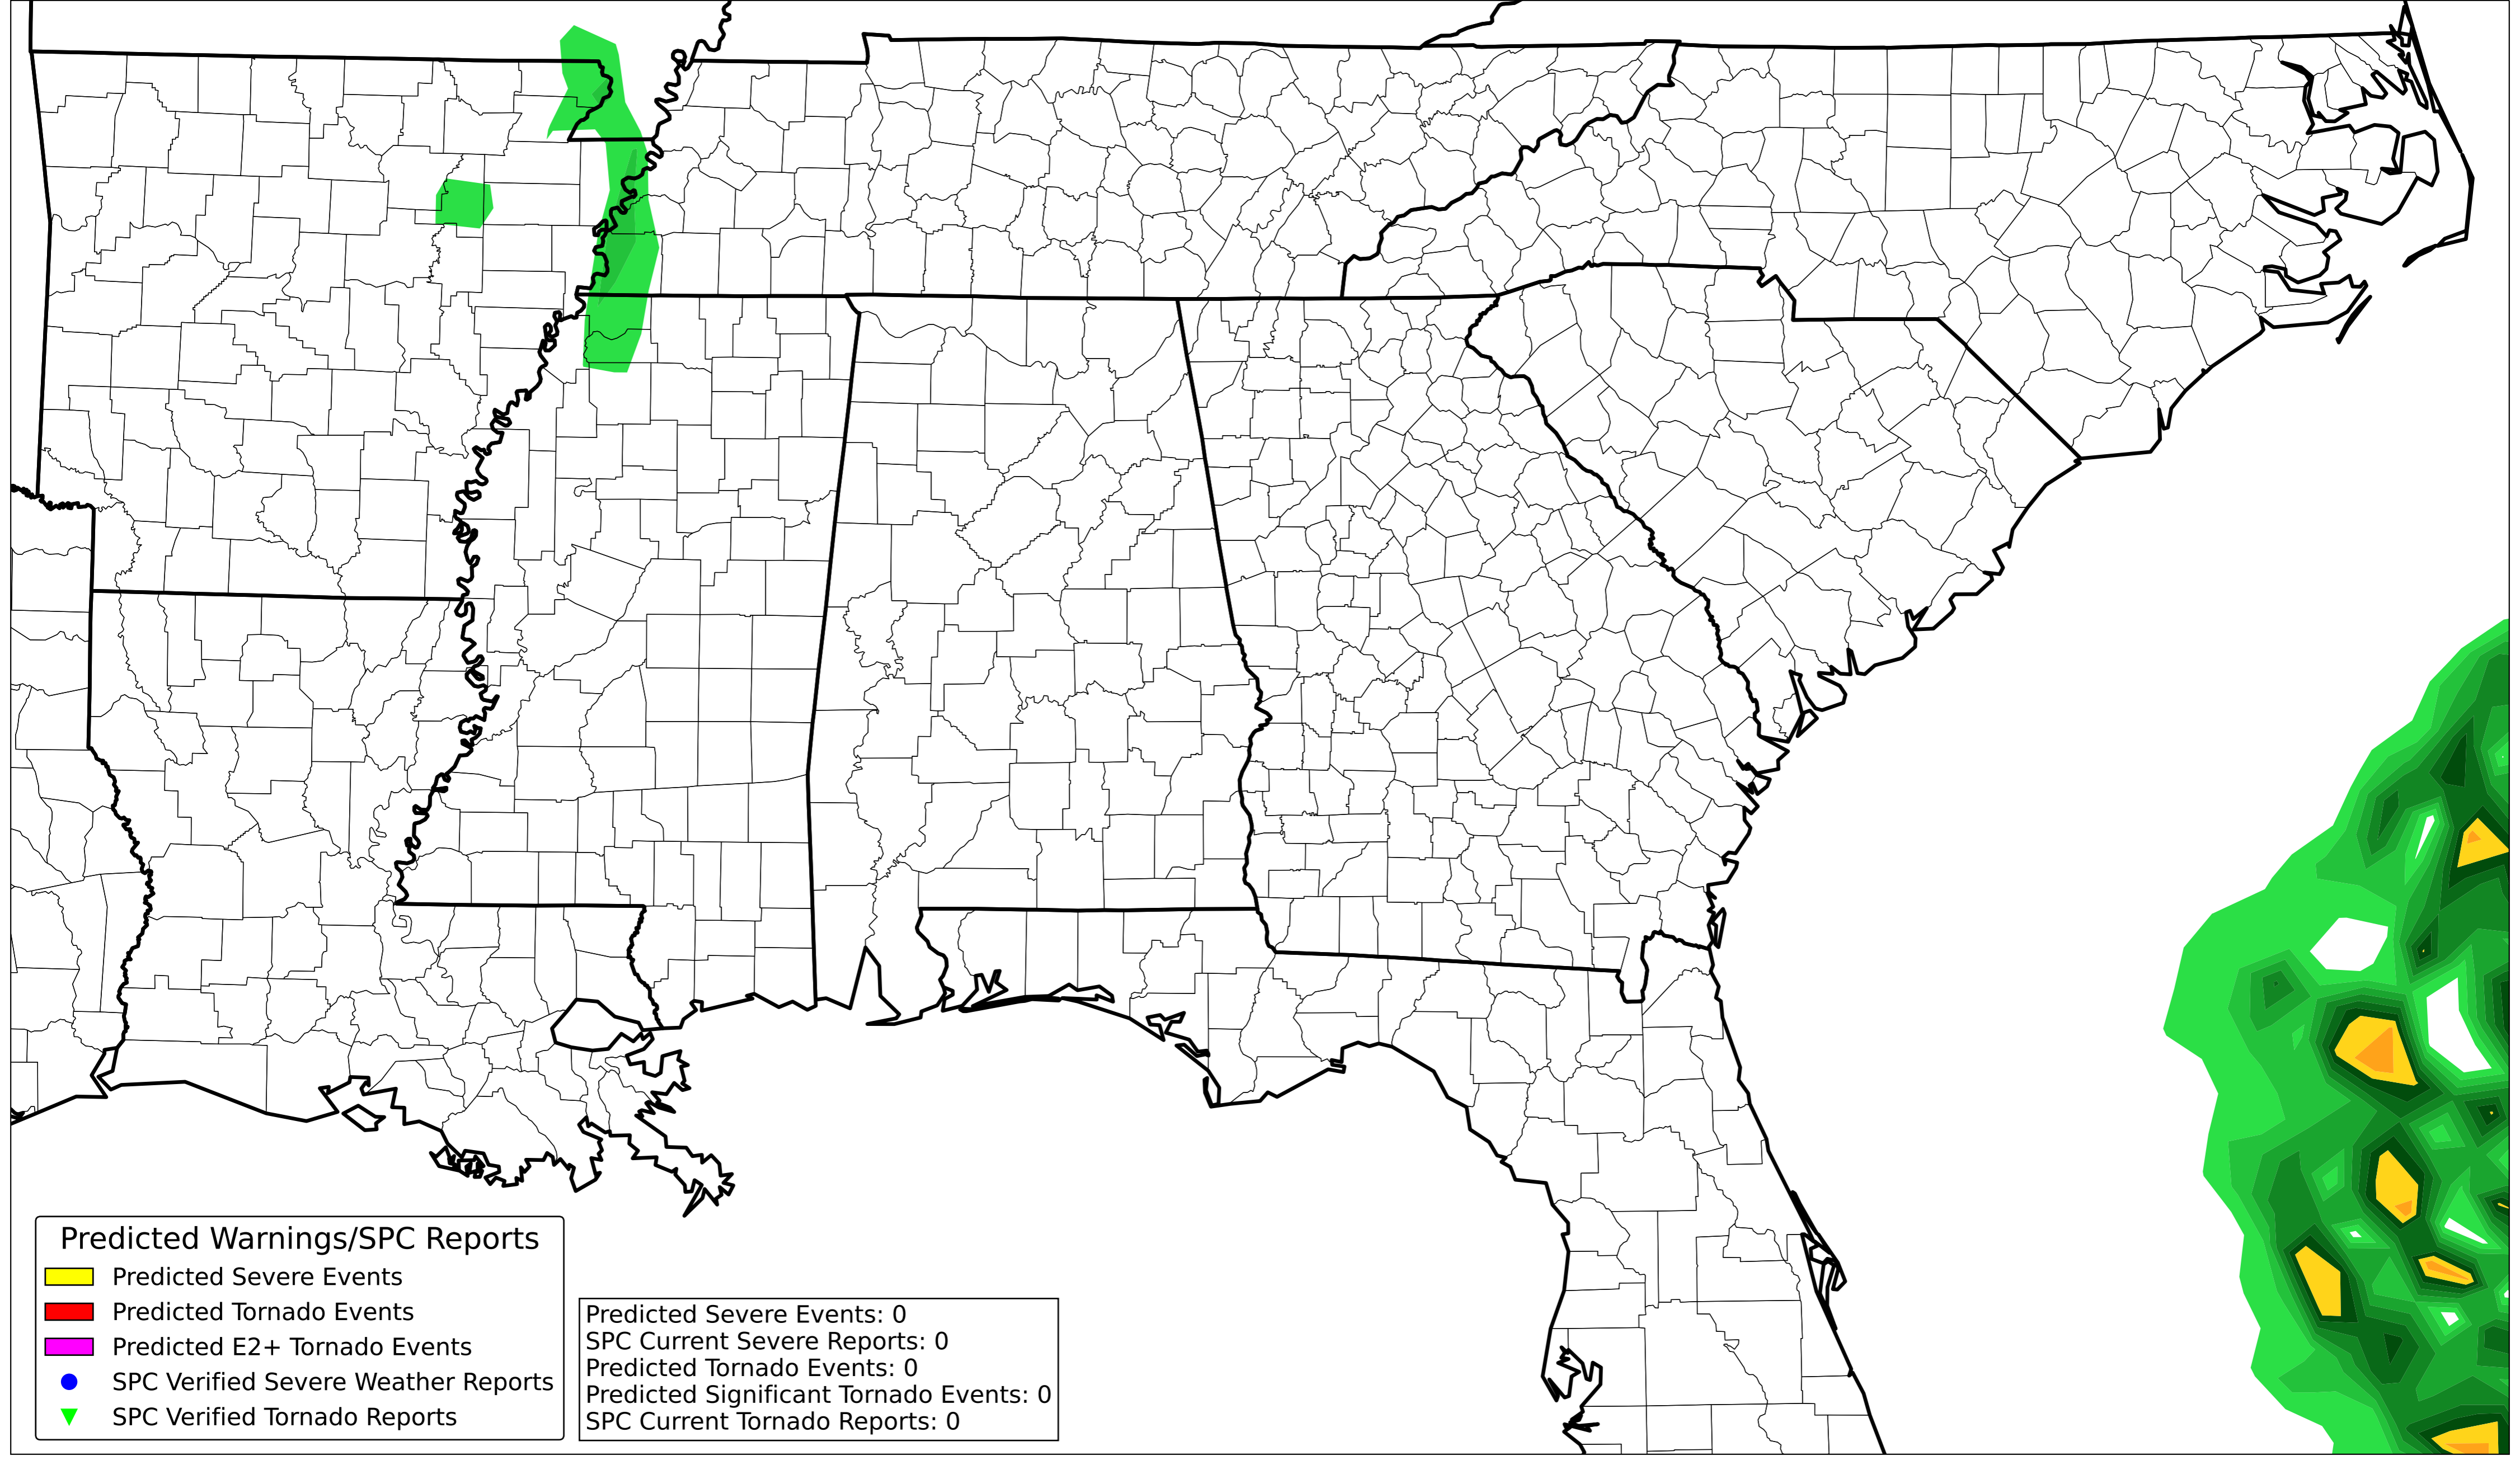 Predicted Warnings/SPC Reports
Predicted Severe Events
Predicted Tornado Events
Predicted E2+ Tornado Events
SPC Verified Severe Weather Reports
SPC Verified Tornado Reports
Predicted Severe Events: 0
SPC Current Severe Reports: 0
Predicted Tornado Events: 0
Predicted Significant Tornado Events: 0
SPC Current Tornado Reports: 0